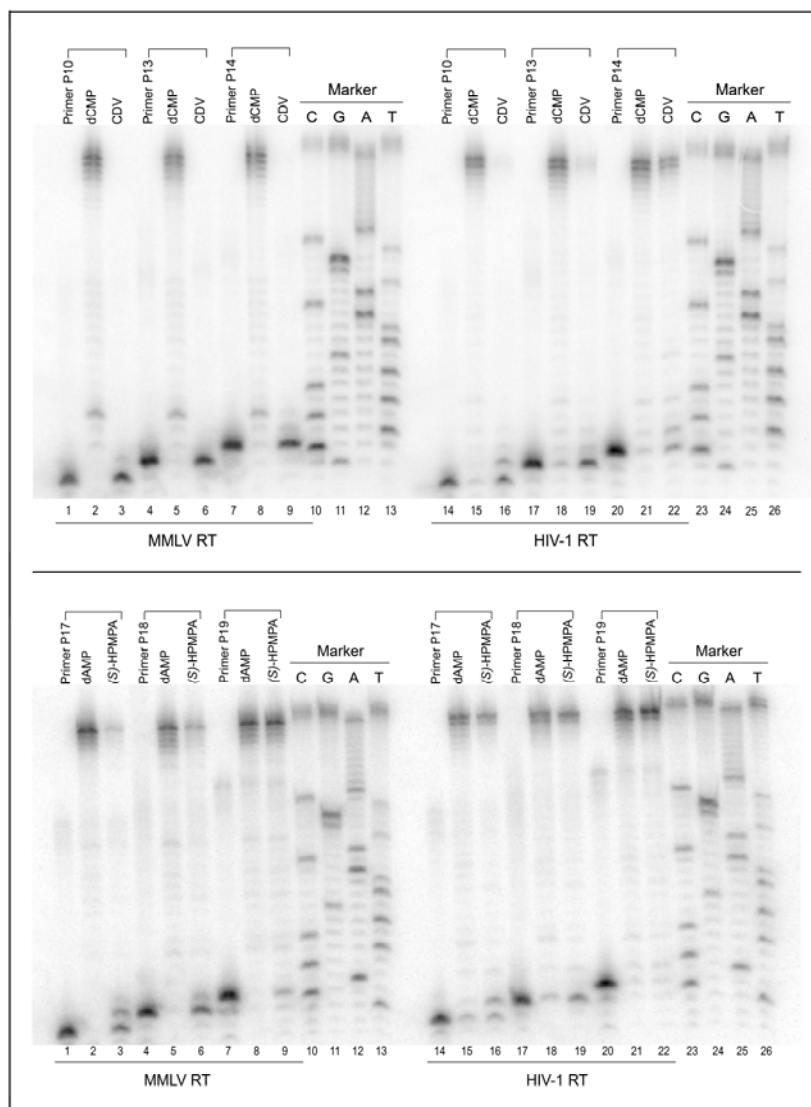 Primer P10 dCMP CDV Primer P13 dCMP CDV Primer P14 dCMP CDV Marker
C G A T
Primer P10 dCMP CDV Primer P13 dCMP CDV Primer P14 dCMP CDV Marker
C G A T
1 2 3 4 5 6 7 8 9 10 11 12 13
14 15 16 17 18 19 20 21 22 23 24 25 26
MMLV RT
HIV-1 RT
Primer P17 dAMP (S)-HPMPA Primer P18 dAMP (S)-HPMPA Primer P19 dAMP (S)-HPMPA Marker
C G A T
Primer P17 dAMP (S)-HPMPA Primer P18 dAMP (S)-HPMPA Primer P19 dAMP (S)-HPMPA Marker
C G A T
1 2 3 4 5 6 7 8 9 10 11 12 13
14 15 16 17 18 19 20 21 22 23 24 25 26
MMLV RT
HIV-1 RT